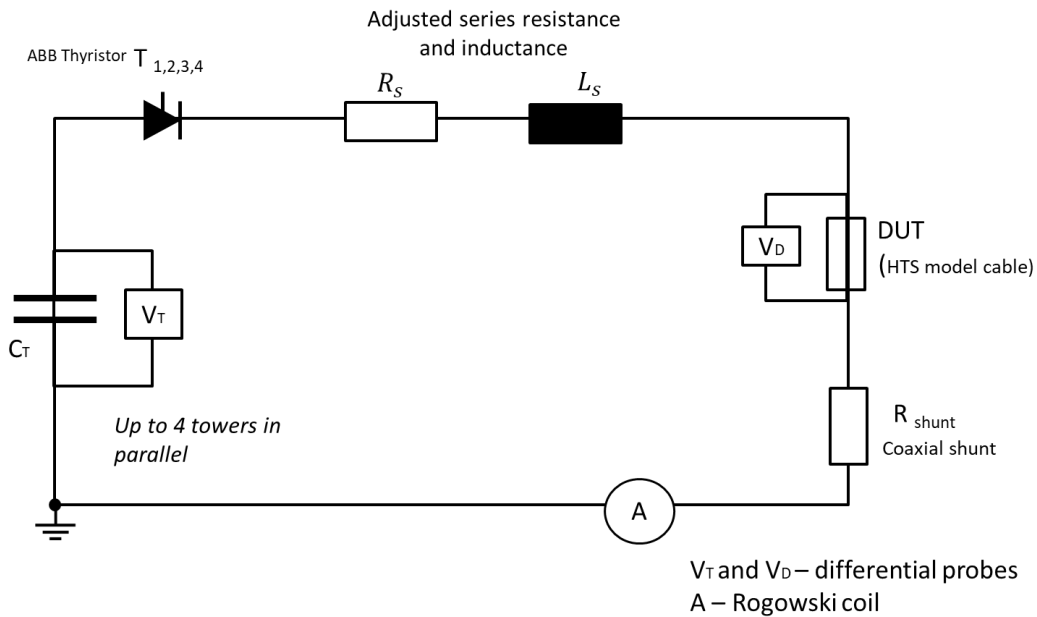 Adjusted series resistance
and inductance
ABB Thyristor T 1,2,3,4
Rs
Ls
VD
DUT
(HTS model cable)
VT
CT
Up to 4 towers in
parallel
R shunt
Coaxial shunt
A
VT and VD – differential probes
A – Rogowski coil